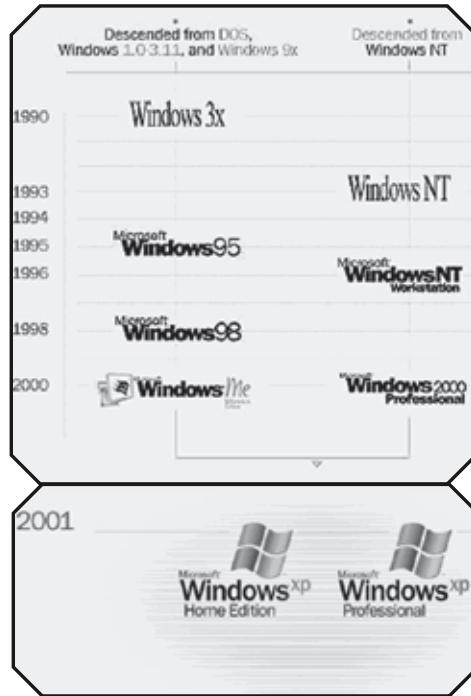 Descended from DOS,
Windows 1.0-3.11, and Windows 9x
Descended from
Windows NT
1990
Windows 3x
1993
Windows NT
1994
1995
Microsoft
Windows95
1996
Microsoft
WindowsNT
Workstation
1998
Microsoft
Windows98
2000
Windows Me
Microsoft
Windows2000
Professional
2001
Microsoft
Windows xp
Home Edition
Microsoft
Windows xp
Professional